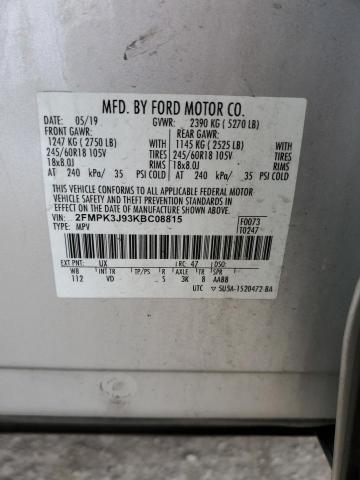 MFD. BY FORD MOTOR CO.
DATE: 05/19 GVWR: 2390 KG (5270 LB)
FRONT GAWR: REAR GAWR:
1247 KG (2750 LB) 1145 KG (2525 LB)
245/60R18 105V TIRES 245/60R18 105V TIRES
18x8.0J RIMS 18x8.0J RIMS
AT 240 kPa/ 35 PSI COLD AT 240 kPa/ 35 PSI COLD
THIS VEHICLE CONFORMS TO ALL APPLICABLE FEDERAL MOTOR
VEHICLE SAFETY AND THEFT PREVENTION STANDARDS IN
EFFECT ON THE DATE OF MANUFACTURE SHOWN ABOVE.
VIN: 2FMPK3J93KBC08815 F0073
TYPE: MPV T0247
EXT PNT: UX RC: 47 DSO:
WB INT TR TP/PS R AXLE TR SPR
112 VD 5 3K 8 AABB
UTC 5U5A-1520472-BA